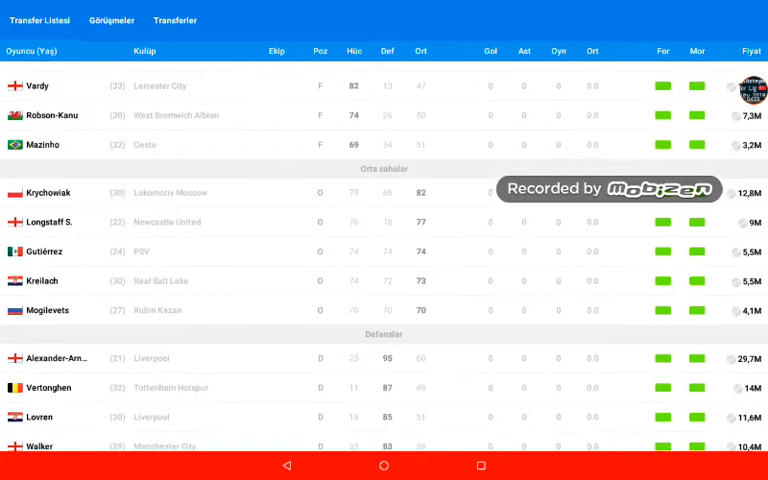 Transfer Listesi Görüşmeler Transferler
Oyuncu (Yaş) Kulüp Ekip Poz Hüc Def Ort Gol Ast Oyn Ort For Mor Fiyat
Vardy (33) Leicester City F 82 13 47 0 0 0 0.0
Robson-Kanu (30) West Bromwich Albion F 74 26 50 0 0 0 0.0 7,3M
Mazinho (32) Oeste F 69 34 51 0 0 0 0.0 3,2M
Orta sahalar
Krychowiak (30) Lokomotiv Moscow O 79 86 82 0 12,8M
Recorded by Mobizen
Longstaff S. (22) Newcastle United O 76 78 77 0 0 0 0.0 9M
Gutiérrez (24) PSV O 74 74 74 0 0 0 0.0 5,5M
Kreilach (30) Real Salt Lake O 74 72 73 0 0 0 0.0 5,5M
Mogilevets (27) Rubin Kazan O 70 70 70 0 0 0 0.0 4,1M
Defanslar
Alexander-Arn... (21) Liverpool D 25 95 60 0 0 0 0.0 29,7M
Vertonghen (32) Tottenham Hotspur D 11 87 49 0 0 0 0.0 14M
Lovren (30) Liverpool D 18 85 51 0 0 0 0.0 11,6M
Walker (29) Manchester City D 83 0 0 0 0.0 10,4M